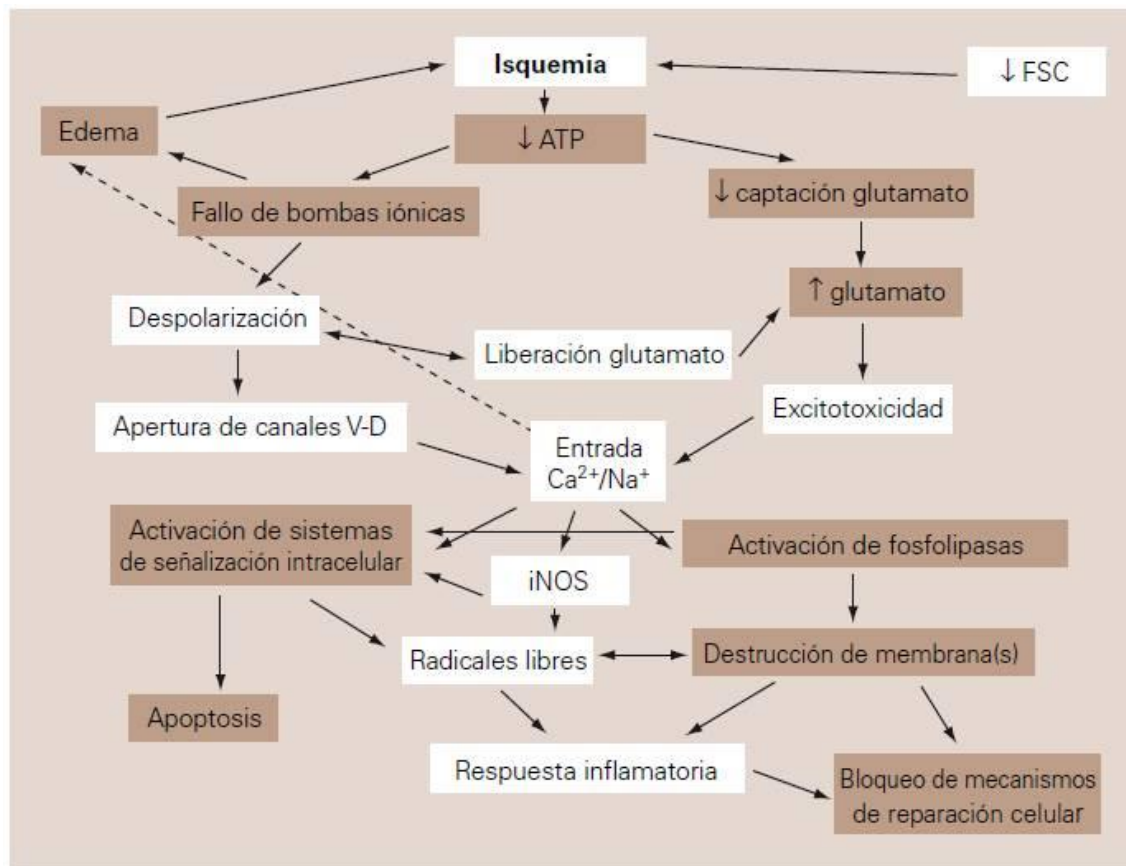 Isquemia
↓ FSC
Edema
↓ ATP
↓ captación glutamato
Fallo de bombas iónicas
↑ glutamato
Despolarización
Liberación glutamato
Excitotoxicidad
Apertura de canales V-D
Entrada
Ca²⁺/Na⁺
Activación de sistemas
de señalización intracelular
Activación de fosfolipasas
iNOS
Radicales libres
Destrucción de membrana(s)
Apoptosis
Respuesta inflamatoria
Bloqueo de mecanismos
de reparación celular